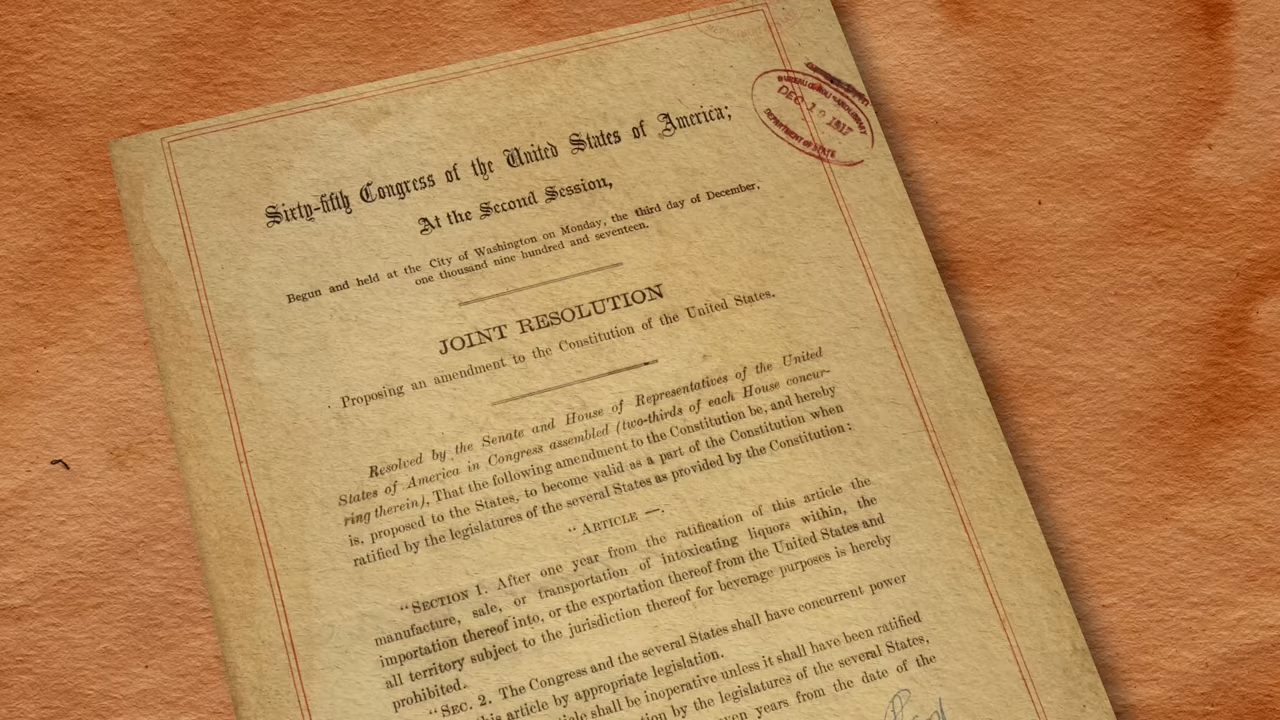 Sixty-fifth Congress of the United States of America;
At the Second Session,
Begun and held at the City of Washington on Monday, the third day of December,
one thousand nine hundred and seventeen.
JOINT RESOLUTION
Proposing an amendment to the Constitution of the United States.
Resolved by the Senate and House of Representatives of the United
States of America in Congress assembled (two-thirds of each House concur-
ring therein), That the following amendment to the Constitution be, and hereby
is, proposed to the States, to become valid as a part of the Constitution when
ratified by the legislatures of the several States as provided by the Constitution:
"ARTICLE —.
"SECTION 1. After one year from the ratification of this article the
manufacture, sale, or transportation of intoxicating liquors within, the
importation thereof into, or the exportation thereof from the United States and
all territory subject to the jurisdiction thereof for beverage purposes is hereby
prohibited.
"SEC. 2. The Congress and the several States shall have concurrent power
this article by appropriate legislation.
shall be inoperative unless it shall have been ratified
by the legislatures of the several States,
years from the date of the
DEC 19 1917
DEPARTMENT OF STATE